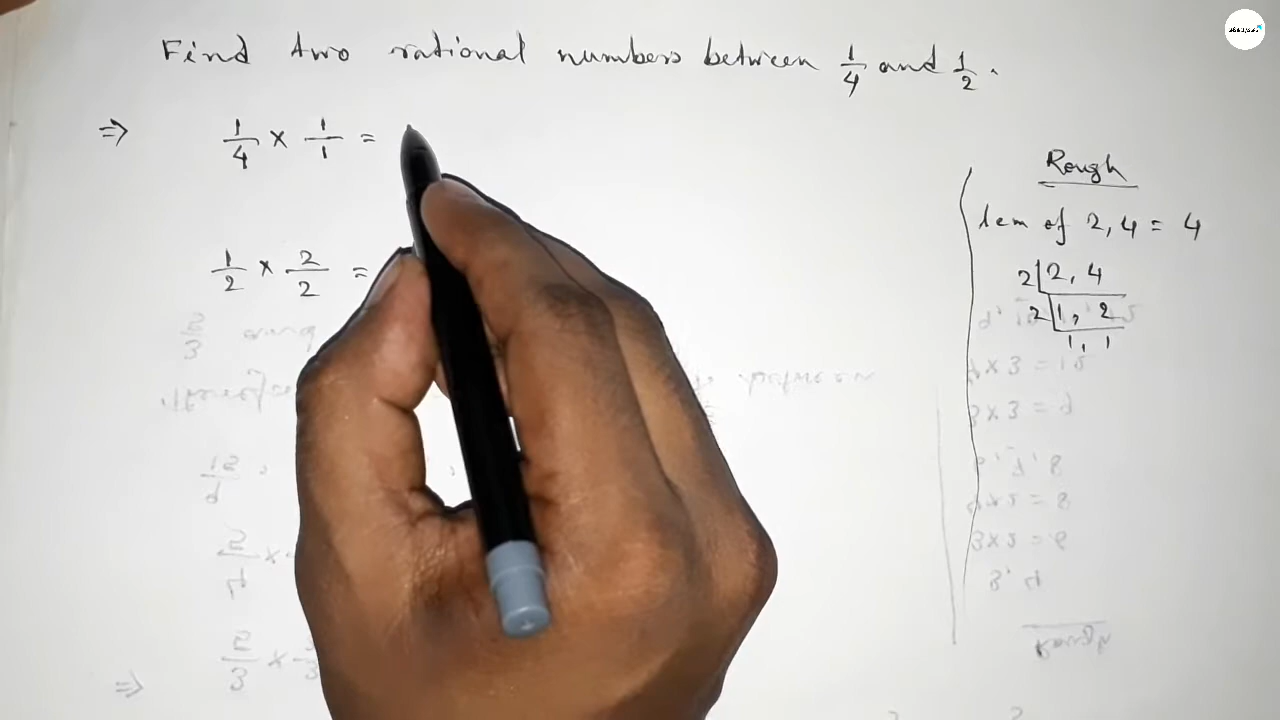 Find two rational numbers between 1/4 and 1/2.
⇒ 1/4 × 1/1 =
1/2 × 2/2 =
Rough
lcm of 2, 4 = 4
2 | 2, 4
2 | 1, 2
1, 1